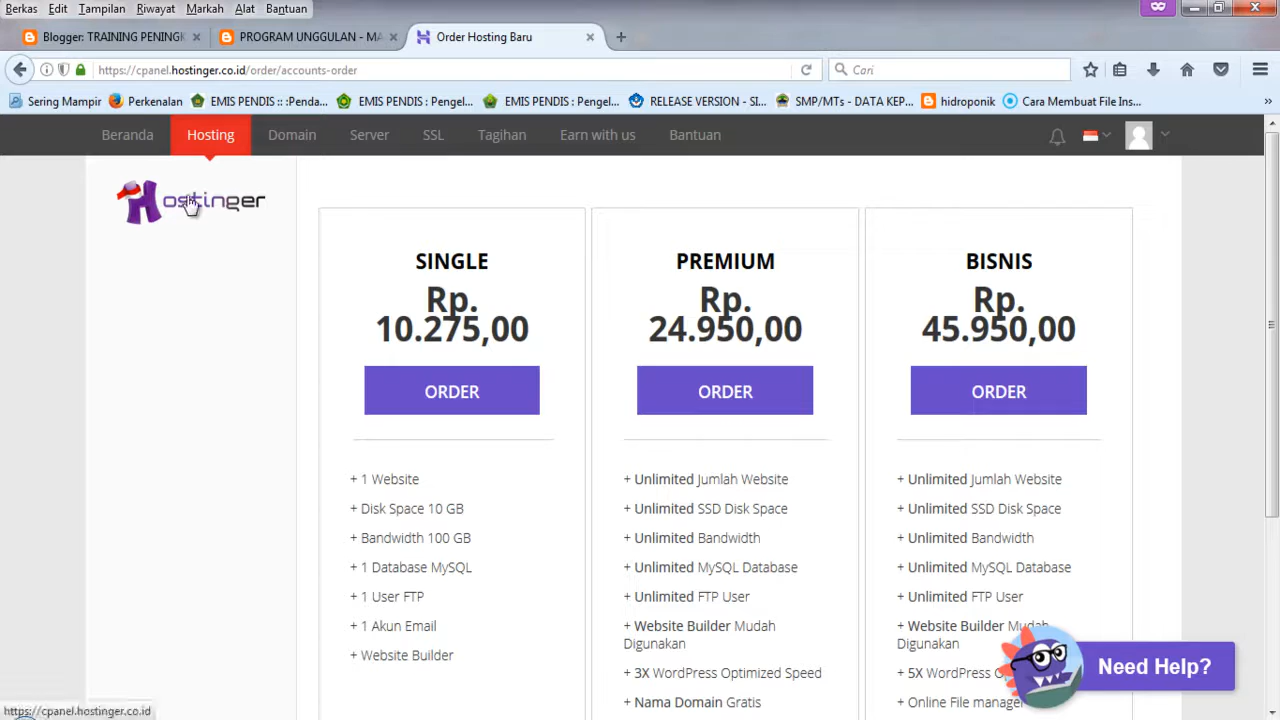 Berkas Edit Tampilan Riwayat Markah Alat Bantuan
Blogger: TRAINING PENINGK
PROGRAM UNGGULAN - MA
Order Hosting Baru
https://cpanel.hostinger.co.id/order/accounts-order
Cari
Sering Mampir
Perkenalan
EMIS PENDIS :: :Penda...
EMIS PENDIS : Pengel...
EMIS PENDIS : Pengel...
RELEASE VERSION - SI...
SMP/MTs - DATA KEP...
hidroponik
Cara Membuat File Ins...
Beranda Hosting Domain Server SSL Tagihan Earn with us Bantuan
Hostinger
SINGLE
Rp.
10.275,00
ORDER
+ 1 Website
+ Disk Space 10 GB
+ Bandwidth 100 GB
+ 1 Database MySQL
+ 1 User FTP
+ 1 Akun Email
+ Website Builder
PREMIUM
Rp.
24.950,00
ORDER
+ Unlimited Jumlah Website
+ Unlimited SSD Disk Space
+ Unlimited Bandwidth
+ Unlimited MySQL Database
+ Unlimited FTP User
+ Website Builder Mudah
Digunakan
+ 3X WordPress Optimized Speed
+ Nama Domain Gratis
BISNIS
Rp.
45.950,00
ORDER
+ Unlimited Jumlah Website
+ Unlimited SSD Disk Space
+ Unlimited Bandwidth
+ Unlimited MySQL Database
+ Unlimited FTP User
+ Website Builder Mudah
Digunakan
+ 5X WordPress
+ Online File manager
Need Help?
https://cpanel.hostinger.co.id